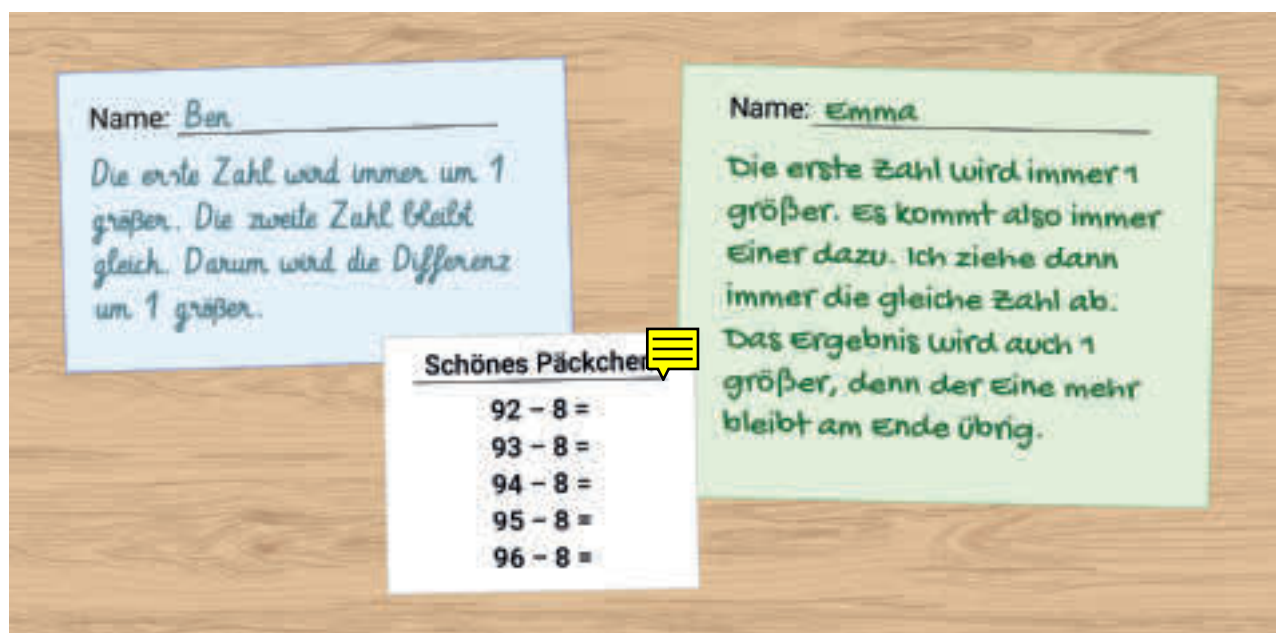 Name: Ben
Die erste Zahl wird immer um 1
größer. Die zweite Zahl bleibt
gleich. Darum wird die Differenz
um 1 größer.
Schönes Päckchen
92 – 8 =
93 – 8 =
94 – 8 =
95 – 8 =
96 – 8 =
Name: Emma
Die erste Zahl wird immer 1
größer. Es kommt also immer
Einer dazu. Ich ziehe dann
immer die gleiche Zahl ab.
Das Ergebnis wird auch 1
größer, denn der Eine mehr
bleibt am Ende übrig.